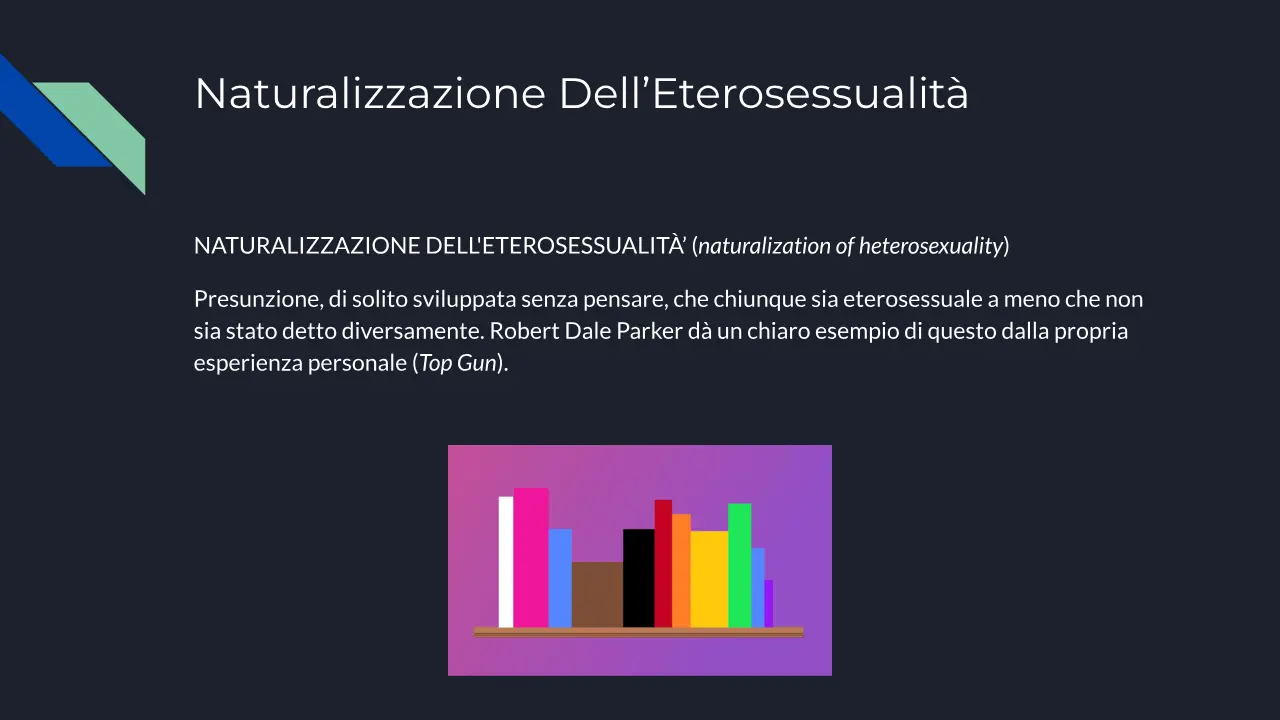 Naturalizzazione Dell’Eterosessualità
NATURALIZZAZIONE DELL'ETEROSESSUALITÀ’ (naturalization of heterosexuality)
Presunzione, di solito sviluppata senza pensare, che chiunque sia eterosessuale a meno che non
sia stato detto diversamente. Robert Dale Parker dà un chiaro esempio di questo dalla propria
esperienza personale (Top Gun).